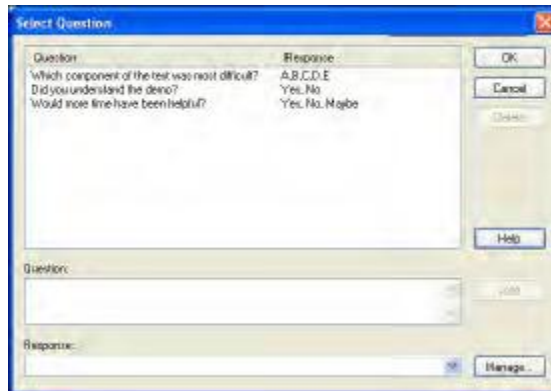 Select Question
Question Response
Which component of the test was most difficult? A,B,C,D,E
Did you understand the demo? Yes, No
Would more time have been helpful? Yes, No, Maybe
OK
Cancel
Delete
Help
Question:
Add
Response:
Manage...